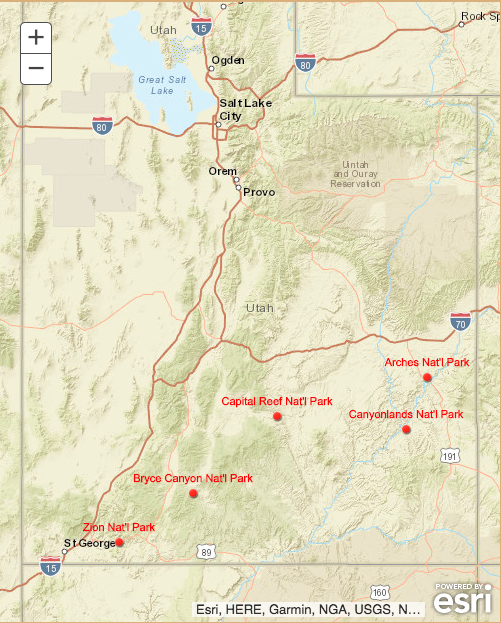 +
−
15
Utah
Rock Sp
Ogden
80
Great Salt
Lake
Salt Lake
City
80
Orem
Provo
Uintah
and Ouray
Reservation
Utah
70
Arches Nat'l Park
Capital Reef Nat'l Park
Canyonlands Nat'l Park
191
Bryce Canyon Nat'l Park
Zion Nat'l Park
St George
89
15
160
Esri, HERE, Garmin, NGA, USGS, N...
POWERED BY
esri